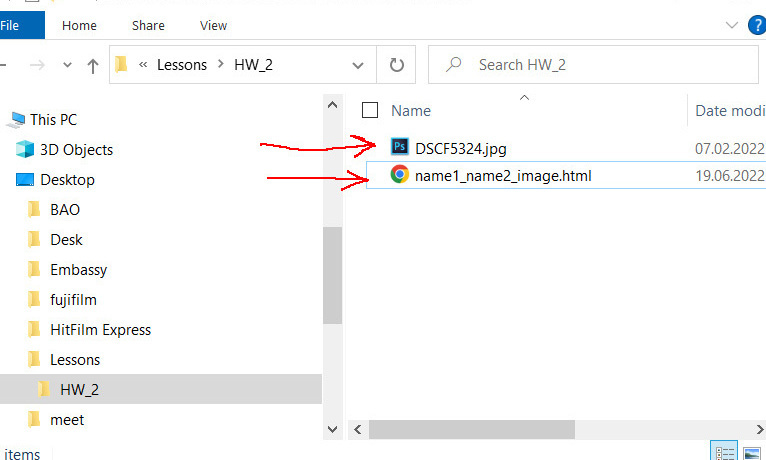 File Home Share View ?
« Lessons > HW_2 Search HW_2
Name Date modi
This PC
3D Objects
Desktop
BAO
Desk
Embassy
fujifilm
HitFilm Express
Lessons
HW_2
meet
Ps DSCF5324.jpg 07.02.2022
name1_name2_image.html 19.06.2022
items